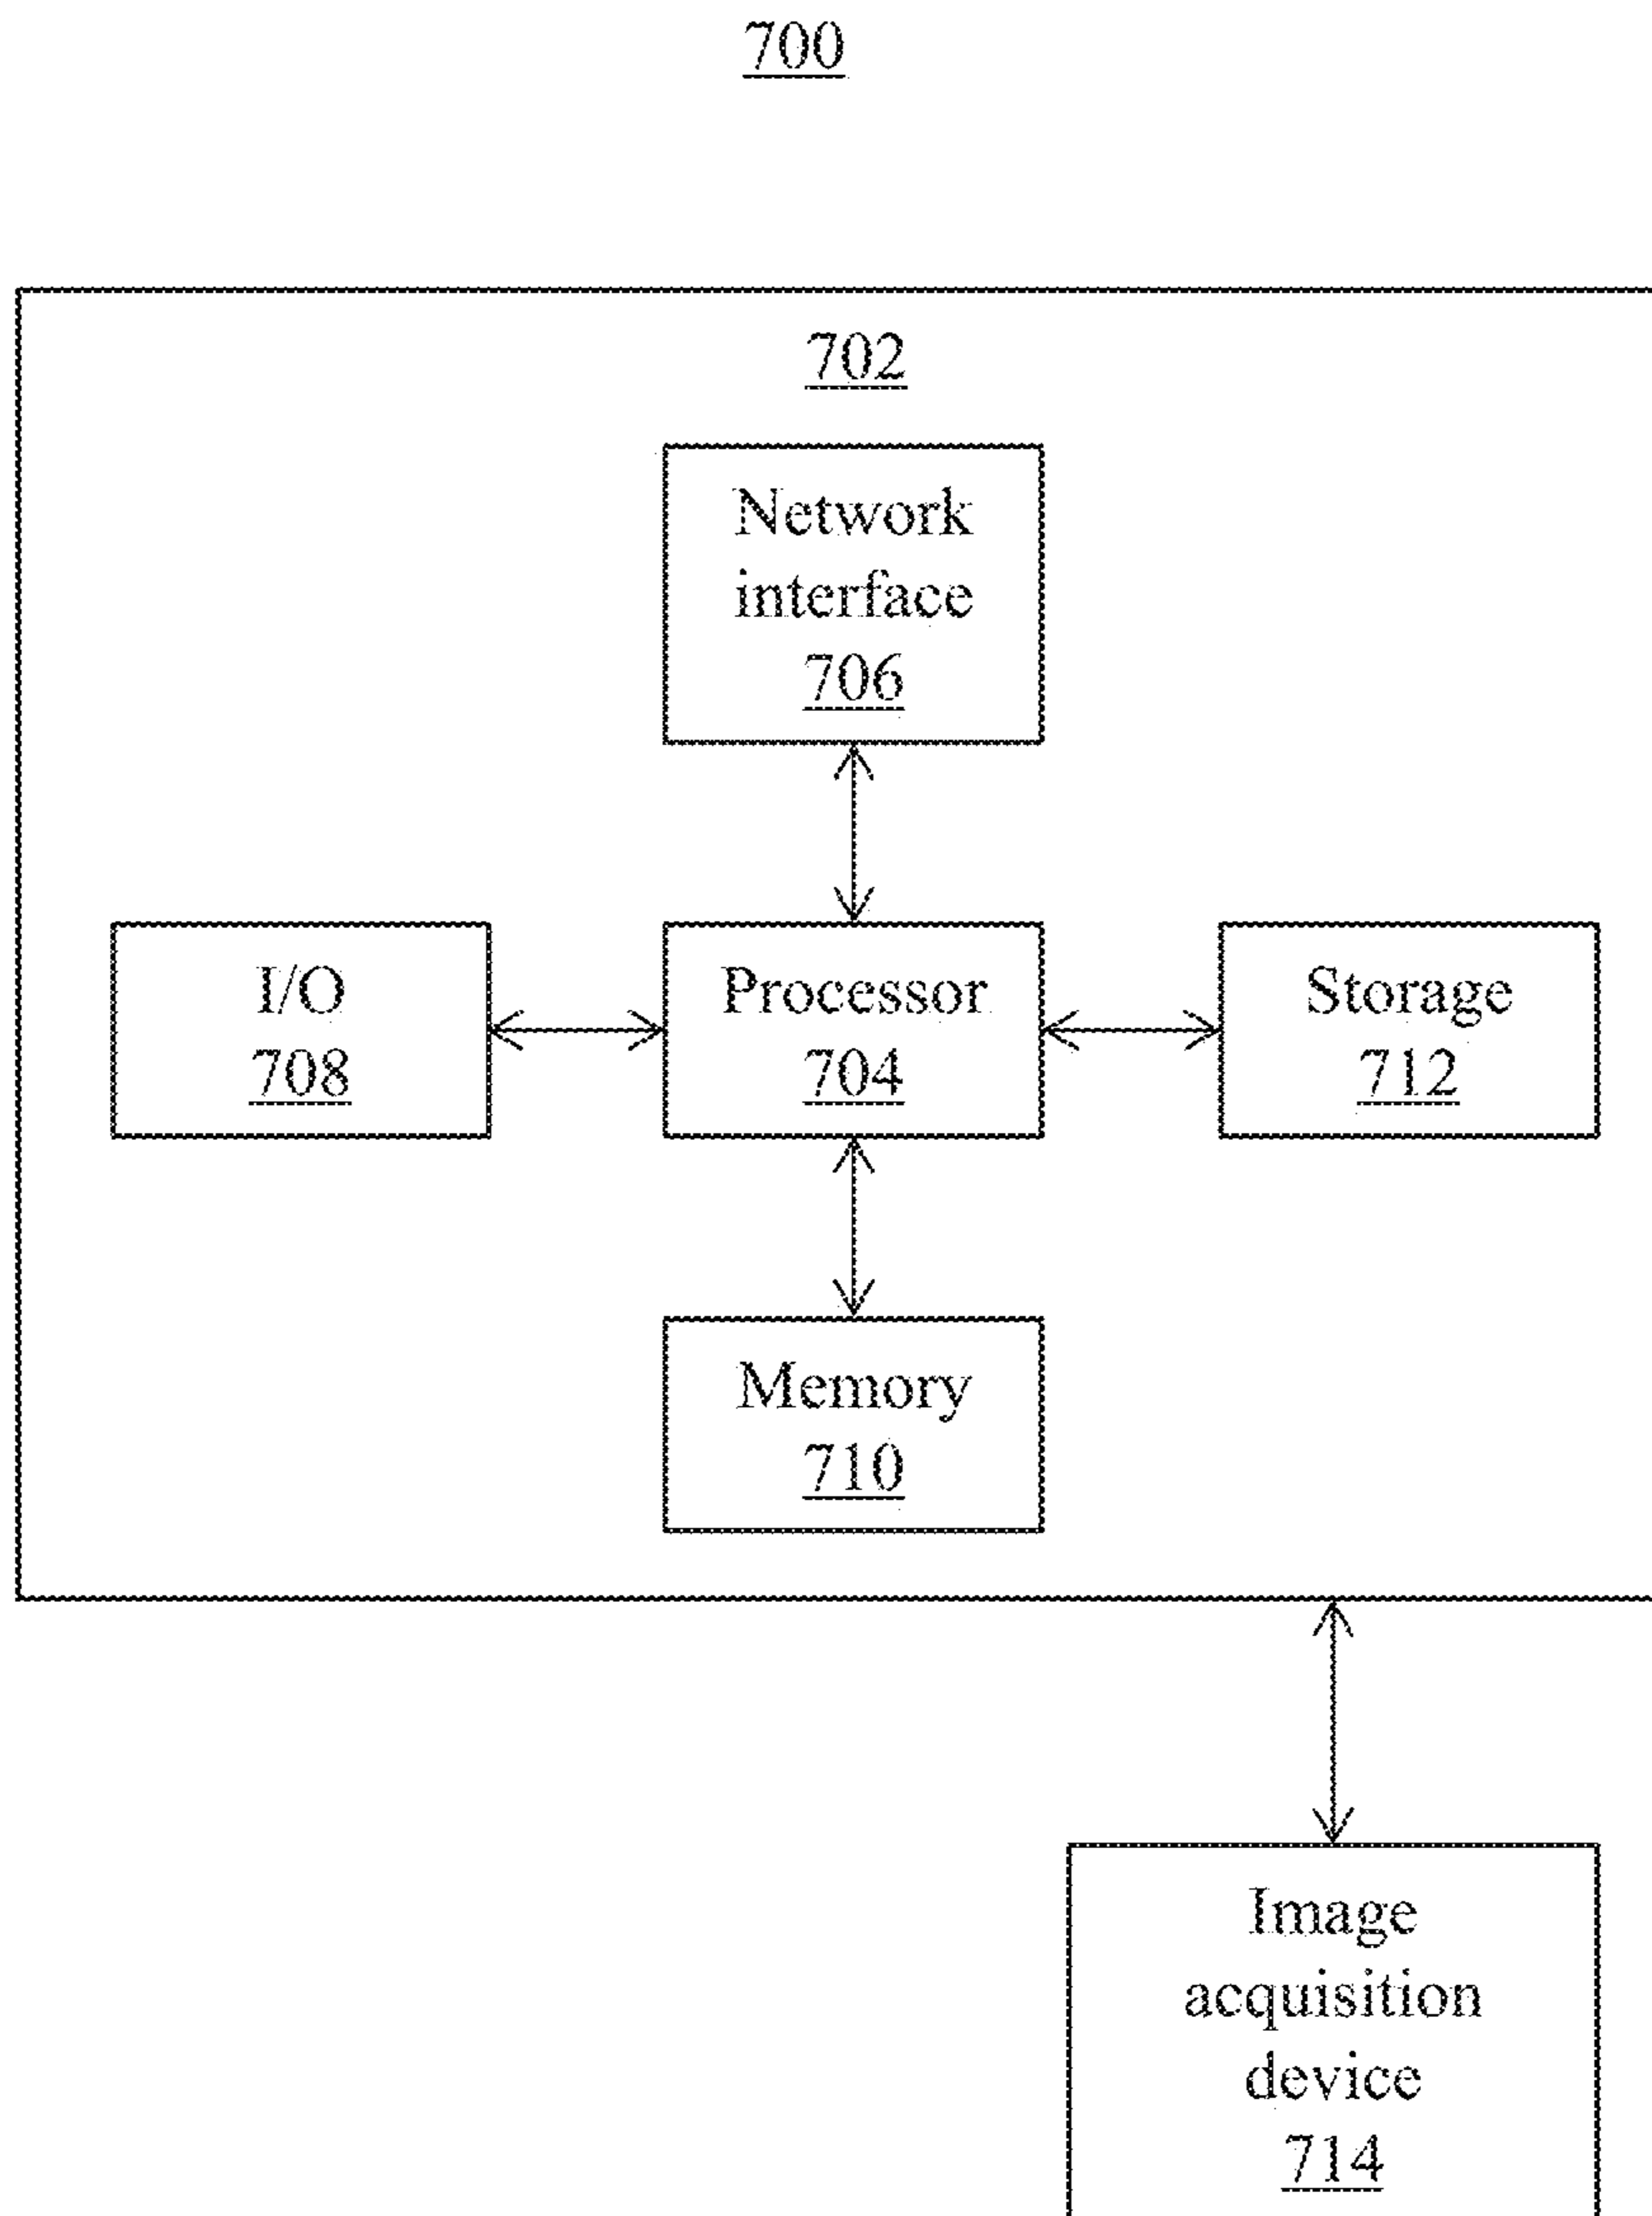 700
702
Network
interface
706
I/O
708
Processor
704
Storage
712
Memory
710
Image
acquisition
device
714